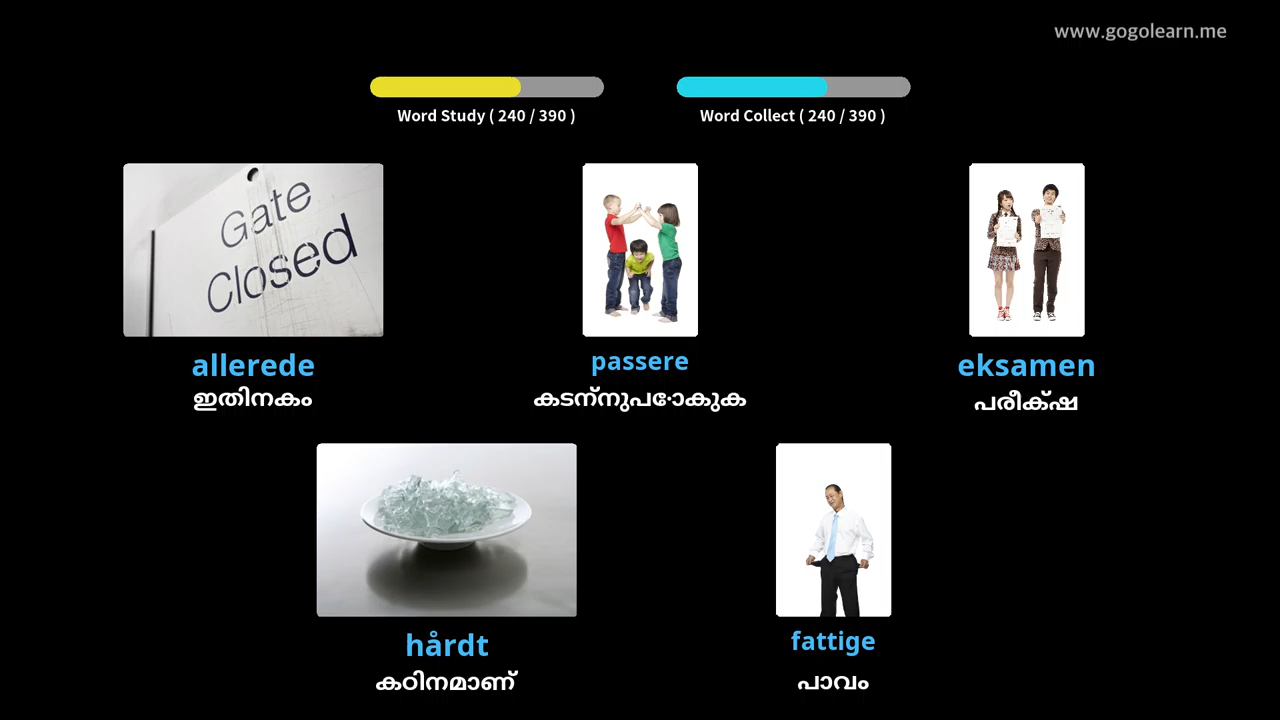 www.gogolearn.me
Word Study ( 240 / 390 )
Word Collect ( 240 / 390 )
Gate
Closed
allerede
passere
eksamen
ഇതിനകം
കടന്നുപോകുക
പരീക്ഷ
hårdt
fattige
കഠിനമാണ്
പാവം